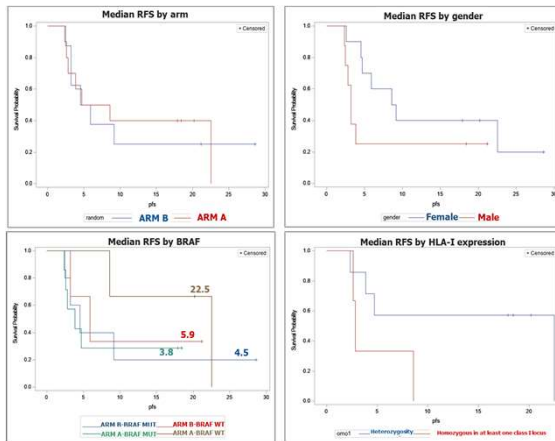 Median RFS by arm
+ Censored
Survival Probability
1.0
0.8
0.6
0.4
0.2
0.0
0 5 10 15 20 25 30
pfs
random ARM B ARM A
Median RFS by gender
+ Censored
Survival Probability
1.0
0.8
0.6
0.4
0.2
0.0
0 5 10 15 20 25 30
pfs
gender Female Male
Median RFS by BRAF
+ Censored
Survival Probability
1.0
0.8
0.6
0.4
0.2
0.0
22.5
5.9
3.8
4.5
0 5 10 15 20 25 30
pfs
ARM B-BRAF MUT ARM B-BRAF WT
ARM A-BRAF MUT ARM A-BRAF WT
Median RFS by HLA-I expression
+ Censored
Survival Probability
1.0
0.8
0.6
0.4
0.2
0.0
0 5 10 15 20
pfs
omo1 Heterozygosity Homozygous in at least one class I locus